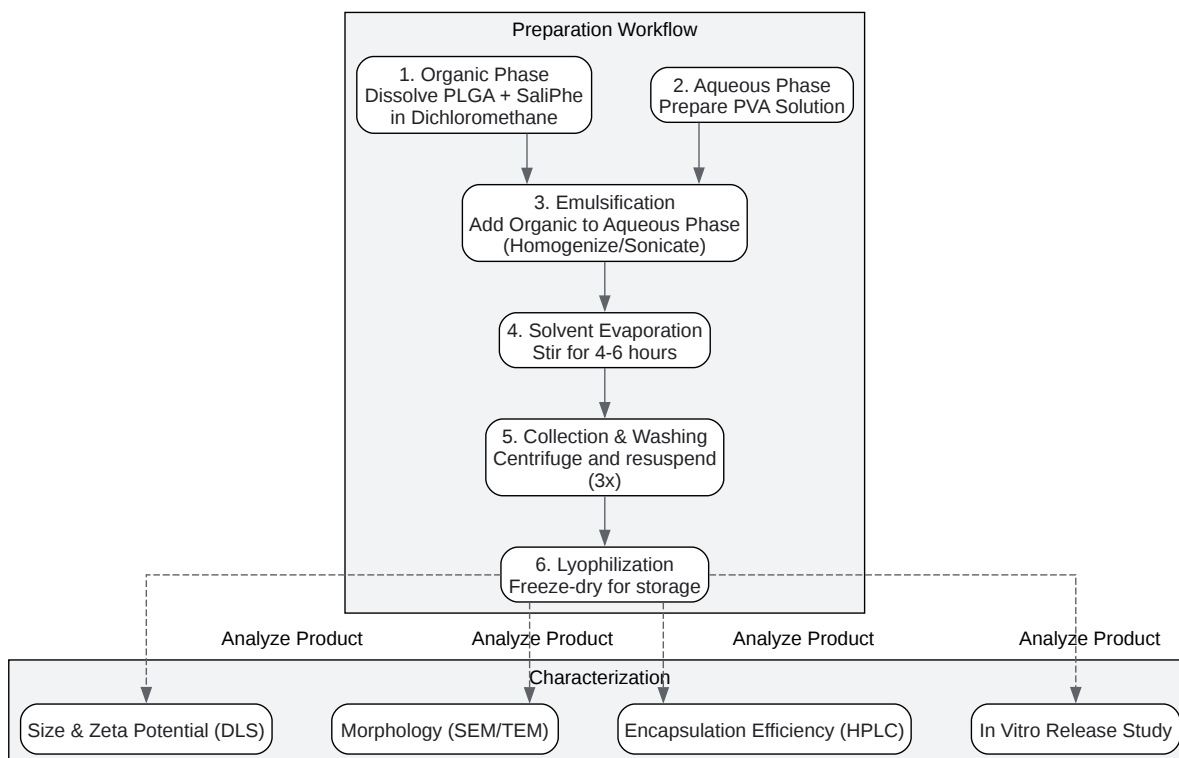 Preparation Workflow
1. Organic Phase
Dissolve PLGA + SaliPhe
in Dichloromethane
2. Aqueous Phase
Prepare PVA Solution
3. Emulsification
Add Organic to Aqueous Phase
(Homogenize/Sonicate)
4. Solvent Evaporation
Stir for 4-6 hours
5. Collection & Washing
Centrifuge and resuspend
(3x)
6. Lyophilization
Freeze-dry for storage
Analyze Product
Analyze Product
Analyze Product
Analyze Product
Characterization
Size & Zeta Potential (DLS)
Morphology (SEM/TEM)
Encapsulation Efficiency (HPLC)
In Vitro Release Study